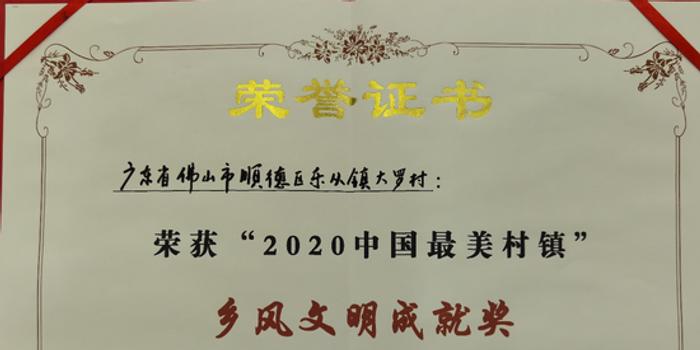 荣誉证书
广东省佛山市顺德区乐从镇大罗村：
荣获“2020中国最美村镇”
乡风文明成就奖